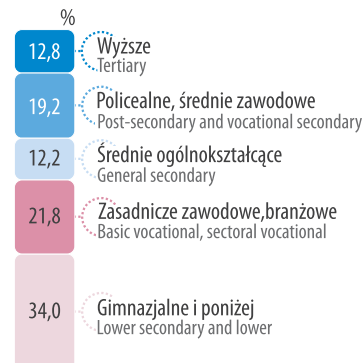 %
12,8
Wyższe
Tertiary
19,2
Policealne, średnie zawodowe
Post-secondary and vocational secondary
12,2
Średnie ogólnokształcące
General secondary
21,8
Zasadnicze zawodowe,branżowe
Basic vocational, sectoral vocational
34,0
Gimnazjalne i poniżej
Lower secondary and lower